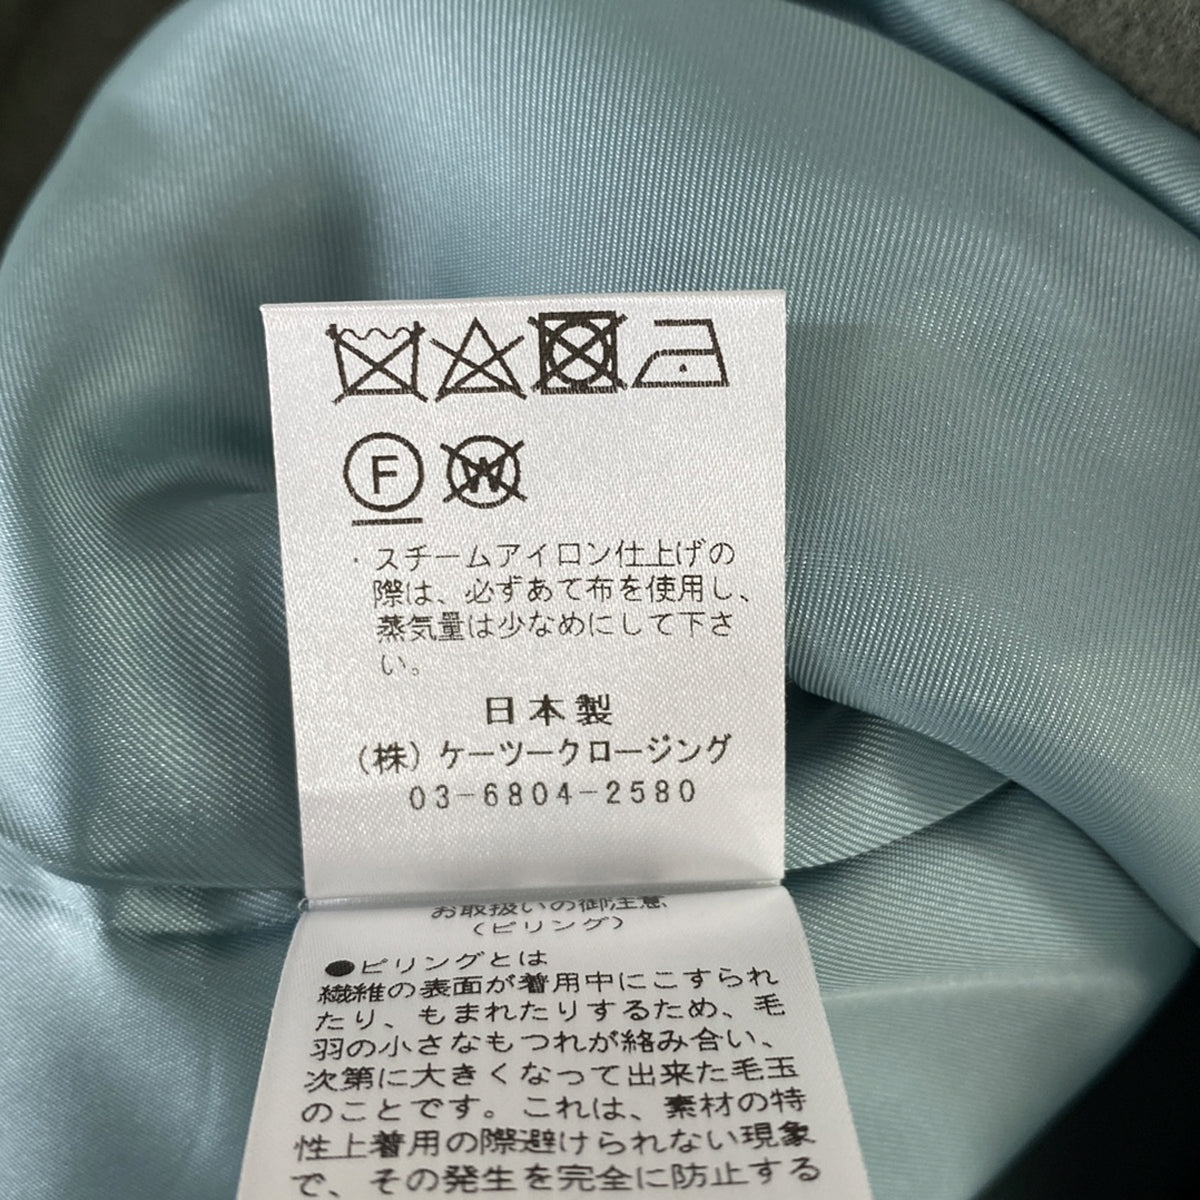 F W
・スチームアイロン仕上げの
際は、必ずあて布を使用し、
蒸気量は少なめにして下さ
い。
日本製
(株)ケーツークロージング
03-6804-2580
お取扱いの御注意
(ピリング)
●ピリングとは
繊維の表面が着用中にこすられ
たり、もまれたりするため、毛
羽の小さなもつれが絡み合い、
次第に大きくなって出来た毛玉
のことです。これは、素材の特
性上着用の際避けられない現象
で、その発生を完全に防止する